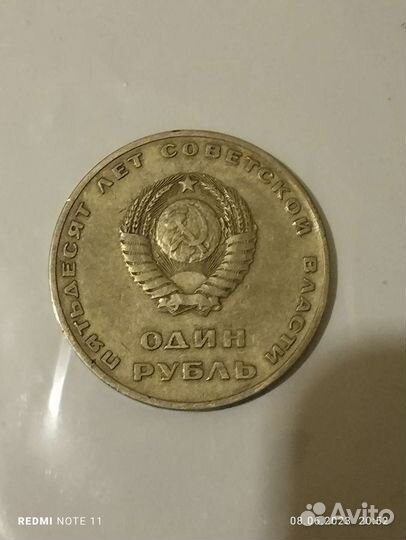 ПЯТЬДЕСЯТ ЛЕТ СОВЕТСКОЙ ВЛАСТИ
ОДИН
РУБЛЬ
REDMI NOTE 11
08.06.2023 20:52
Avito